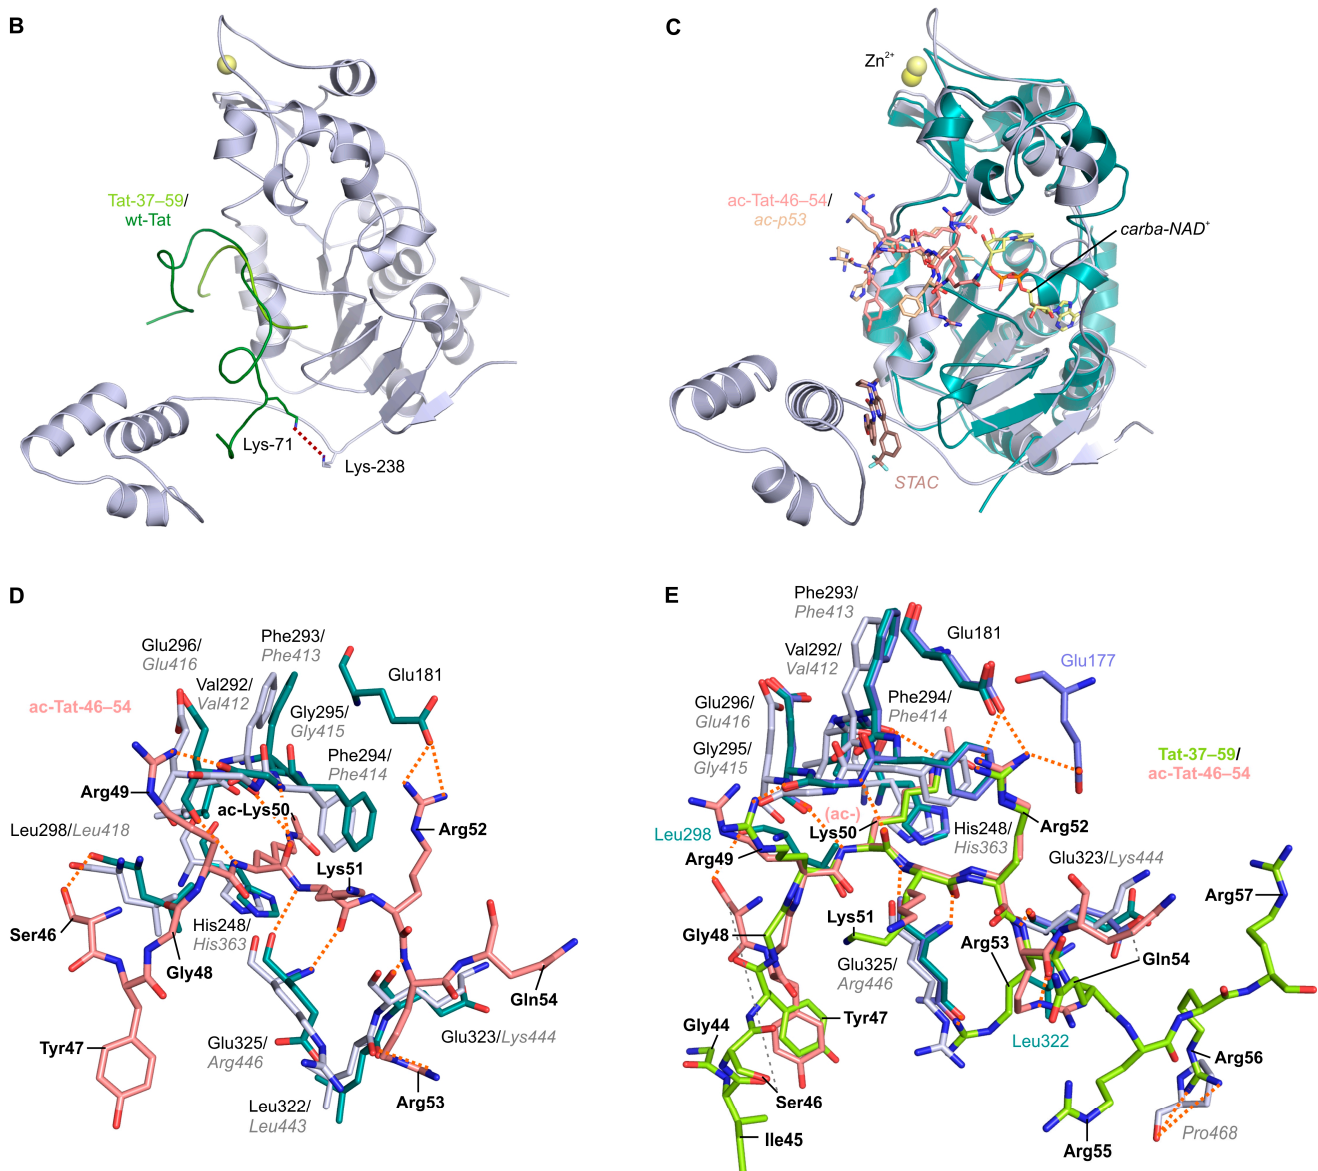 B
Tat-37–59/
wt-Tat
Lys-71
Lys-238
C
Zn2+
ac-Tat-46–54/
ac-p53
carba-NAD+
STAC
D
Glu296/
Glu416
Phe293/
Phe413
Val292/
Val412
Glu181
ac-Tat-46–54
Gly295/
Gly415
Phe294/
Phe414
Arg49
ac-Lys50
Leu298/Leu418
Arg52
Lys51
Ser46
His248/
His363
Gly48
Gln54
Tyr47
Glu325/
Arg446
Glu323/Lys444
Leu322/
Leu443
Arg53
E
Phe293/
Phe413
Glu181
Val292/
Val412
Glu177
Glu296/
Glu416
Phe294/
Phe414
Gly295/
Gly415
Tat-37–59/
ac-Tat-46–54
(ac-)
Lys50
Leu298
Arg49
His248/
His363
Arg52
Glu323/Lys444
Arg57
Lys51
Gly48
Arg53
Gln54
Glu325/
Arg446
Gly44
Tyr47
Leu322
Arg56
Ser46
Ile45
Arg55
Pro468